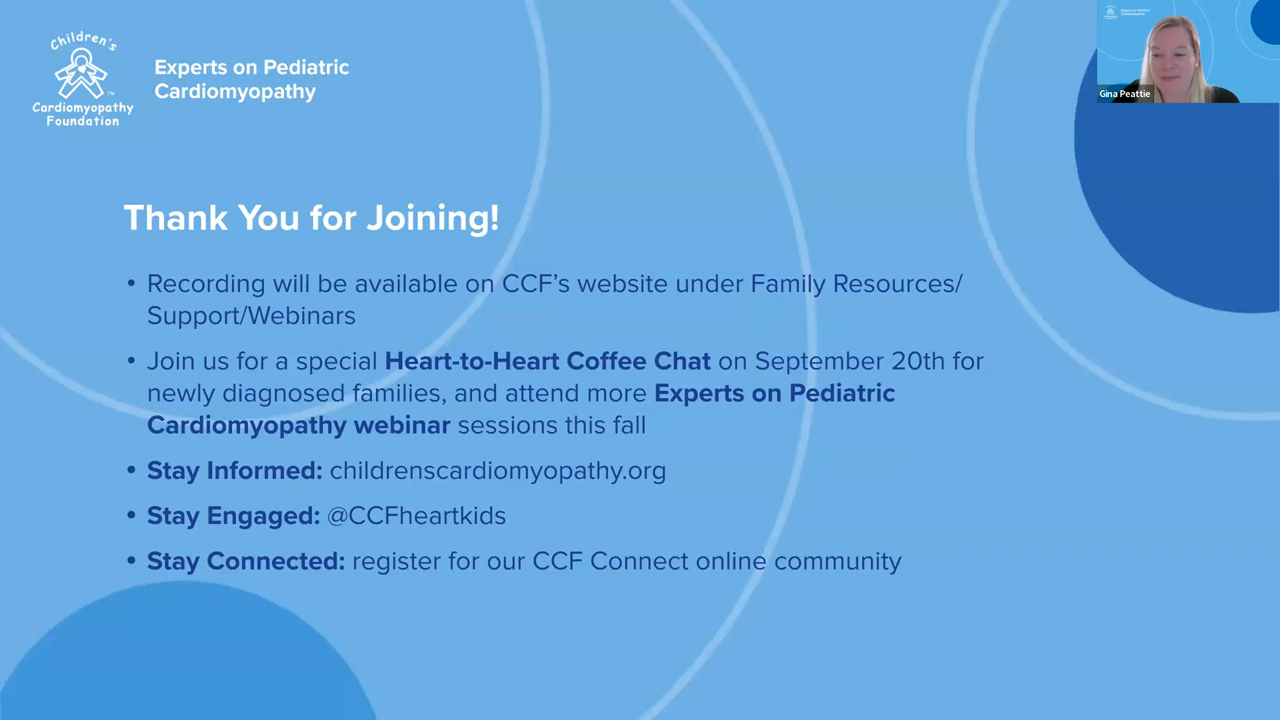 Children's
Cardiomyopathy
Foundation
TM
Experts on Pediatric
Cardiomyopathy
Gina Peattie
Thank You for Joining!
• Recording will be available on CCF’s website under Family Resources/
Support/Webinars
• Join us for a special Heart-to-Heart Coffee Chat on September 20th for
newly diagnosed families, and attend more Experts on Pediatric
Cardiomyopathy webinar sessions this fall
• Stay Informed: childrenscardiomyopathy.org
• Stay Engaged: @CCFheartkids
• Stay Connected: register for our CCF Connect online community